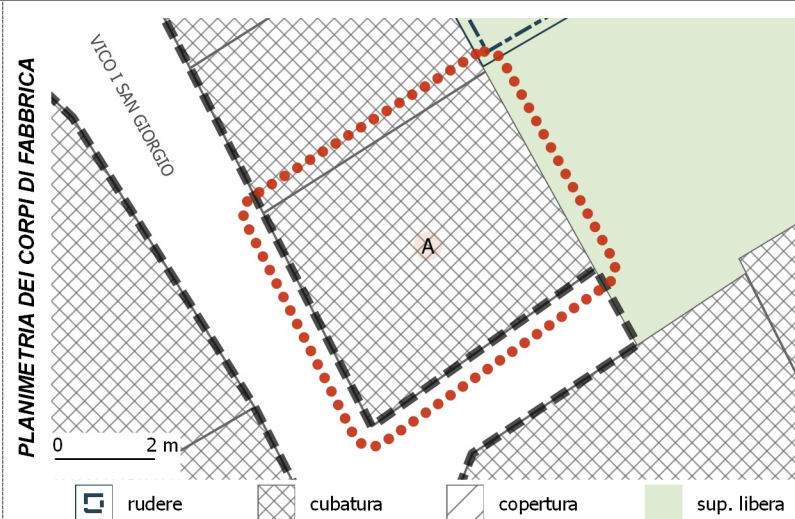 PLANIMETRIA DEI CORPI DI FABBRICA
VICO I SAN GIORGIO
A
0 2 m
rudere cubatura copertura sup. libera